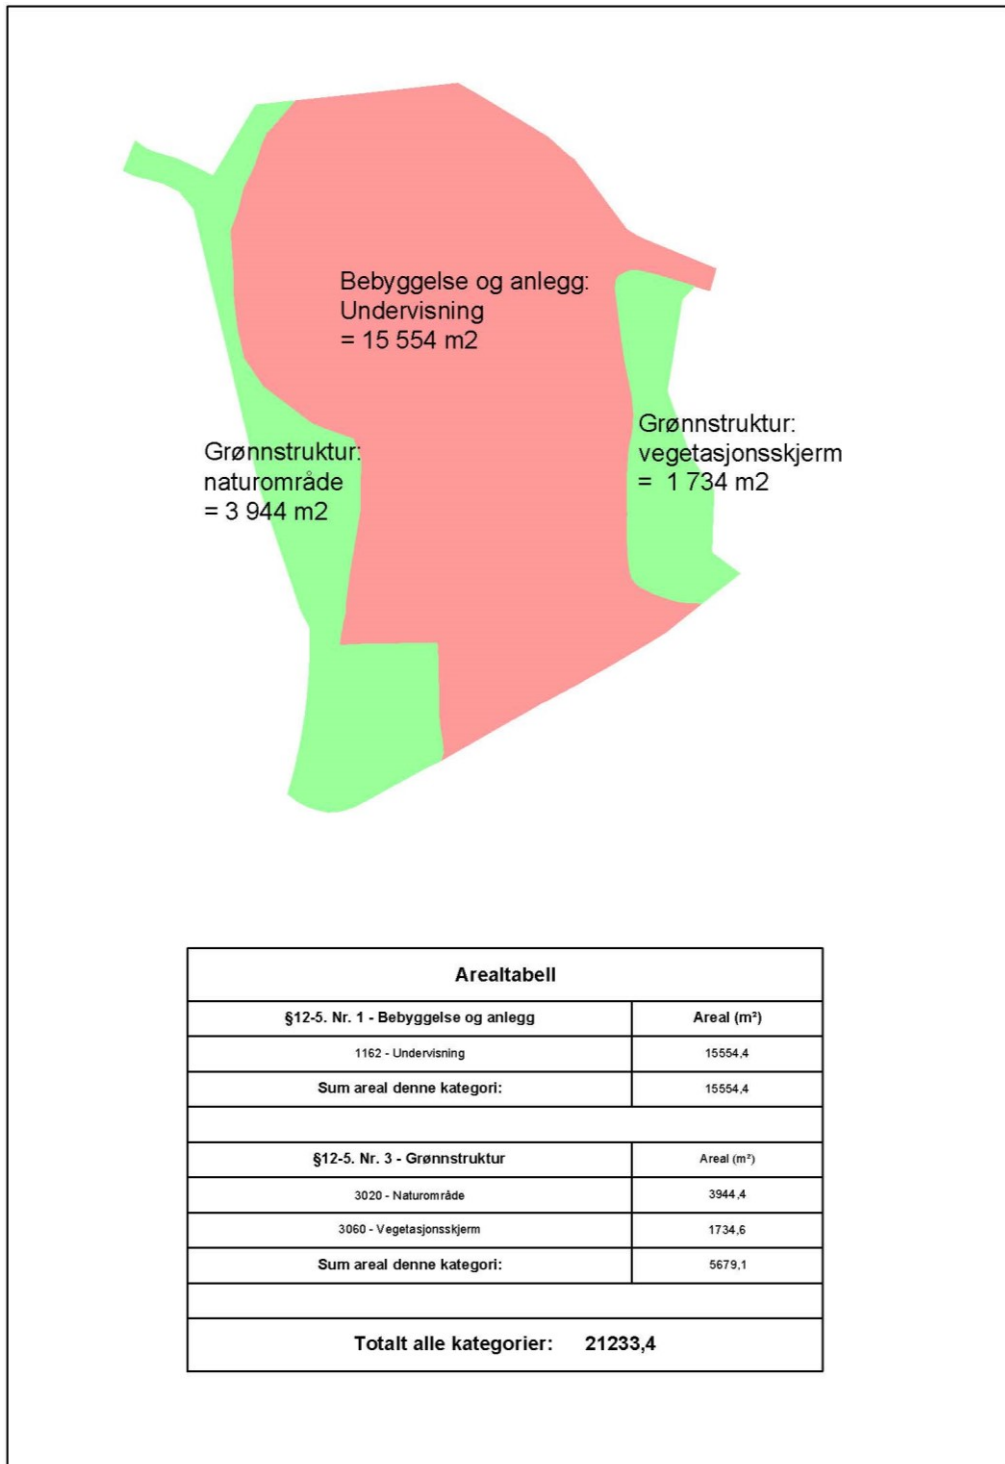 Bebyggelse og anlegg:
Undervisning
= 15 554 m2
Grønnstruktur:
vegetasjonsskjerm
= 1 734 m2
Grønnstruktur:
naturområde
= 3 944 m2
Arealtabell
§12-5. Nr. 1 - Bebyggelse og anlegg Areal (m²)
1162 - Undervisning 15554,4
Sum areal denne kategori: 15554,4
§12-5. Nr. 3 - Grønnstruktur Areal (m²)
3020 - Naturområde 3944,4
3060 - Vegetasjonsskjerm 1734,6
Sum areal denne kategori: 5679,1
Totalt alle kategorier: 21233,4